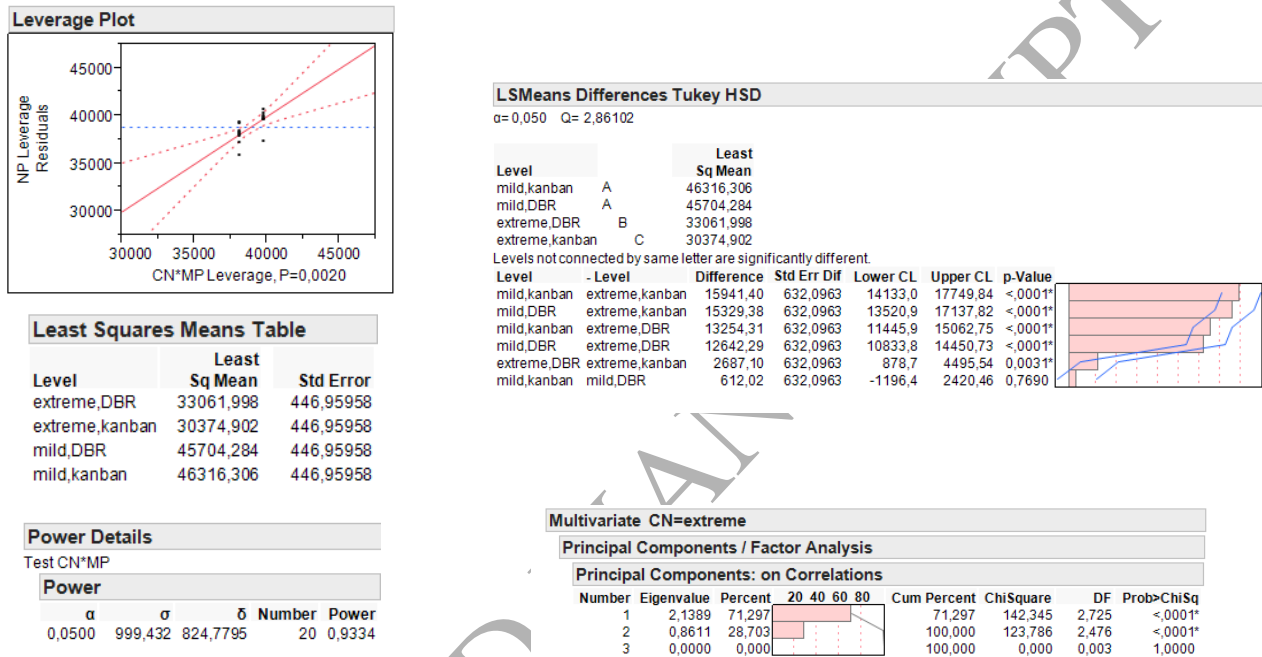 Leverage Plot
NP Leverage
Residuals
45000
40000
35000
30000
30000 35000 40000 45000
CN*MP Leverage, P=0,0020
Least Squares Means Table
Least
Level Sq Mean Std Error
extreme,DBR 33061,998 446,95958
extreme,kanban 30374,902 446,95958
mild,DBR 45704,284 446,95958
mild,kanban 46316,306 446,95958
Power Details
Test CN*MP
Power
α σ δ Number Power
0,0500 999,432 824,7795 20 0,9334
LSMeans Differences Tukey HSD
α= 0,050 Q= 2,86102
Least
Level Sq Mean
mild,kanban A 46316,306
mild,DBR A 45704,284
extreme,DBR B 33061,998
extreme,kanban C 30374,902
Levels not connected by same letter are significantly different.
Level - Level Difference Std Err Dif Lower CL Upper CL p-Value
mild,kanban extreme,kanban 15941,40 632,0963 14133,0 17749,84 <,0001*
mild,DBR extreme,kanban 15329,38 632,0963 13520,9 17137,82 <,0001*
mild,kanban extreme,DBR 13254,31 632,0963 11445,9 15062,75 <,0001*
mild,DBR extreme,DBR 12642,29 632,0963 10833,8 14450,73 <,0001*
extreme,DBR extreme,kanban 2687,10 632,0963 878,7 4495,54 0,0031*
mild,kanban mild,DBR 612,02 632,0963 -1196,4 2420,46 0,7690
Multivariate CN=extreme
Principal Components / Factor Analysis
Principal Components: on Correlations
Number Eigenvalue Percent 20 40 60 80 Cum Percent ChiSquare DF Prob>ChiSq
1 2,1389 71,297 71,297 142,345 2,725 <,0001*
2 0,8611 28,703 100,000 123,786 2,476 <,0001*
3 0,0000 0,000 100,000 0,000 0,003 1,0000